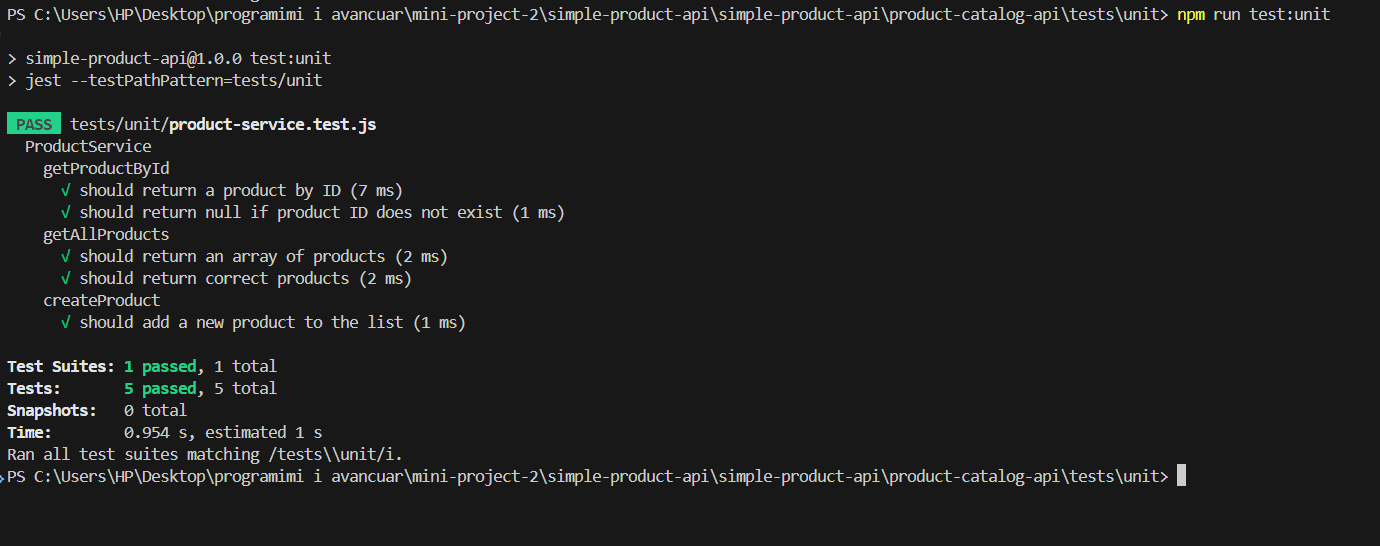 PS C:\Users\HP\Desktop\programimi i avancuar\mini-project-2\simple-product-api\simple-product-api\product-catalog-api\tests\unit> npm run test:unit
> simple-product-api@1.0.0 test:unit
> jest --testPathPattern=tests/unit
PASS tests/unit/product-service.test.js
ProductService
getProductById
√ should return a product by ID (7 ms)
√ should return null if product ID does not exist (1 ms)
getAllProducts
√ should return an array of products (2 ms)
√ should return correct products (2 ms)
createProduct
√ should add a new product to the list (1 ms)
Test Suites: 1 passed, 1 total
Tests: 5 passed, 5 total
Snapshots: 0 total
Time: 0.954 s, estimated 1 s
Ran all test suites matching /tests\\unit/i.
PS C:\Users\HP\Desktop\programimi i avancuar\mini-project-2\simple-product-api\simple-product-api\product-catalog-api\tests\unit>